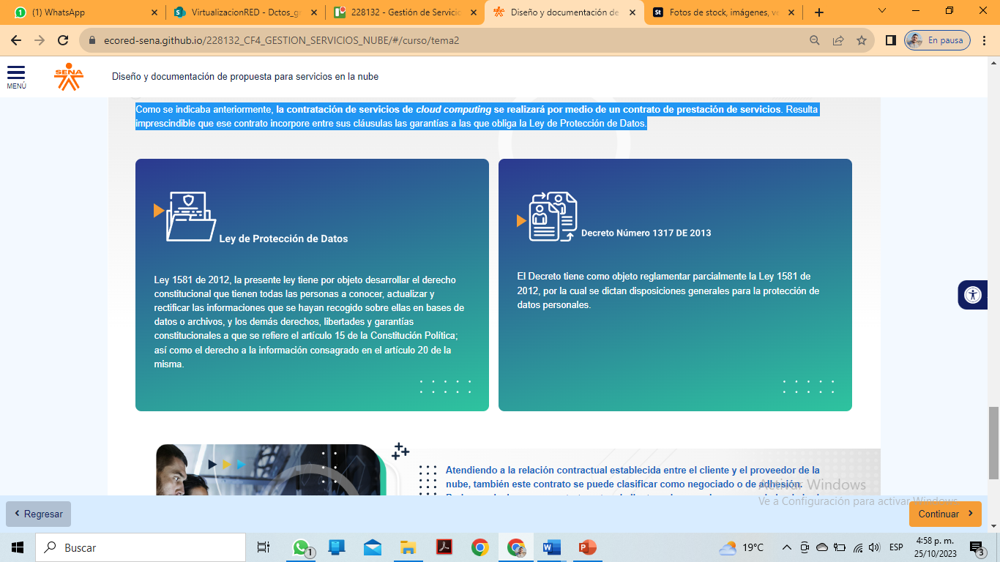 (1) WhatsApp
VirtualizacionRED - Dctos_gr
228132 - Gestión de Servicio
Diseño y documentación de
Fotos de stock, imágenes, ve
ecored-sena.github.io/228132_CF4_GESTION_SERVICIOS_NUBE/#/curso/tema2
En pausa
MENÚ
SENA
Diseño y documentación de propuesta para servicios en la nube
Como se indicaba anteriormente, la contratación de servicios de cloud computing se realizará por medio de un contrato de prestación de servicios. Resulta
imprescindible que ese contrato incorpore entre sus cláusulas las garantías a las que obliga la Ley de Protección de Datos.
Ley de Protección de Datos
Ley 1581 de 2012, la presente ley tiene por objeto desarrollar el derecho
constitucional que tienen todas las personas a conocer, actualizar y
rectificar las informaciones que se hayan recogido sobre ellas en bases de
datos o archivos, y los demás derechos, libertades y garantías
constitucionales a que se refiere el artículo 15 de la Constitución Política;
así como el derecho a la información consagrado en el artículo 20 de la
misma.
Decreto Número 1317 DE 2013
El Decreto tiene como objeto reglamentar parcialmente la Ley 1581 de
2012, por la cual se dictan disposiciones generales para la protección de
datos personales.
Atendiendo a la relación contractual establecida entre el cliente y el proveedor de la
nube, también este contrato se puede clasificar como negociado o de adhesión.
Activar Windows
Ve a Configuración para activar Windows.
Regresar
Continuar
Buscar
1
19°C
ESP
4:58 p. m.
25/10/2023
3